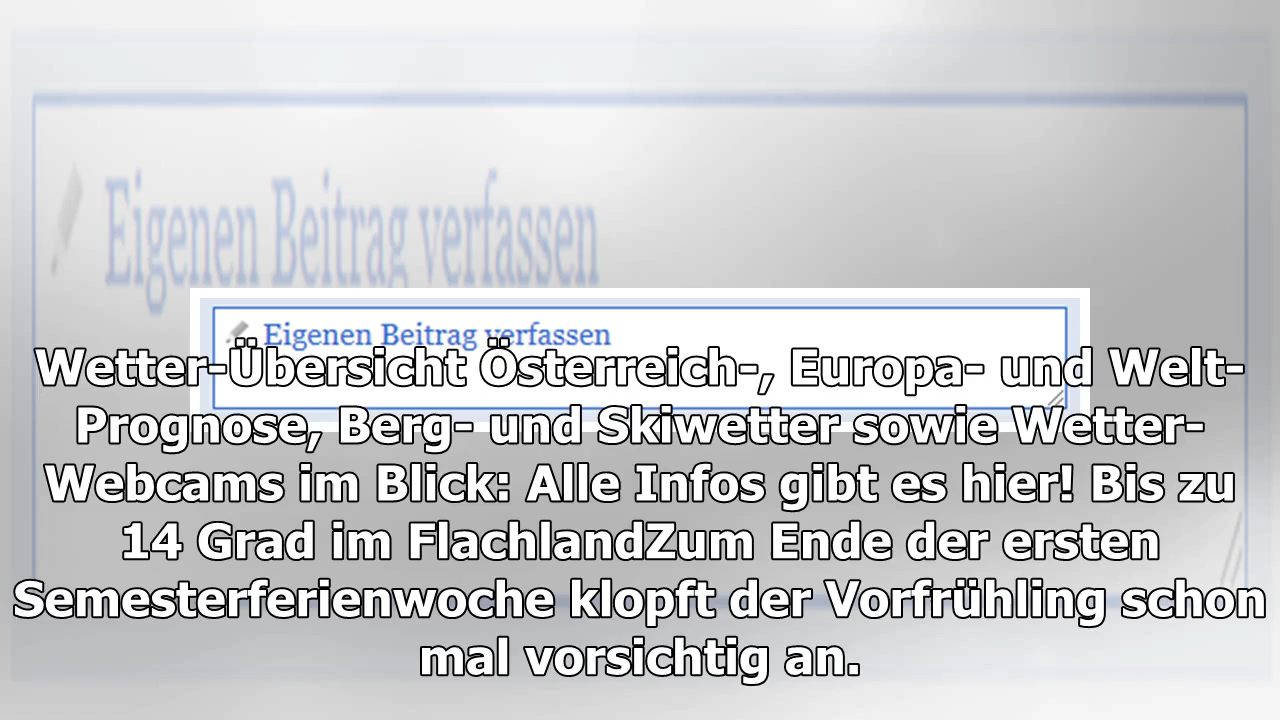 Eigenen Beitrag verfassen
Eigenen Beitrag verfassen
Wetter-Übersicht Österreich-, Europa- und Welt-
Prognose, Berg- und Skiwetter sowie Wetter-
Webcams im Blick: Alle Infos gibt es hier! Bis zu
14 Grad im FlachlandZum Ende der ersten
Semesterferienwoche klopft der Vorfrühling schon
mal vorsichtig an.